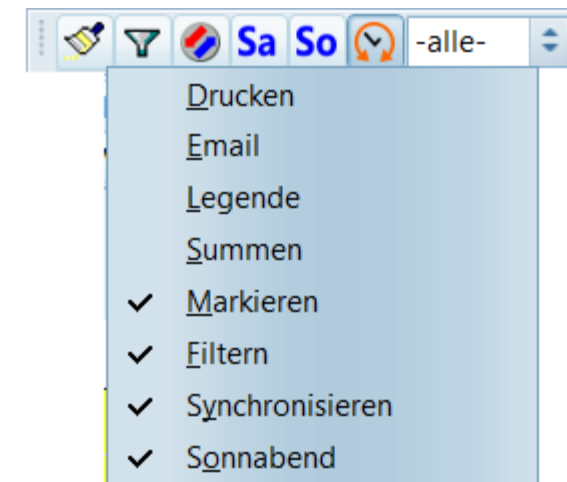 Sa So -alle-
Drucken
Email
Legende
Summen
Markieren
Filtern
Synchronisieren
Sonnabend